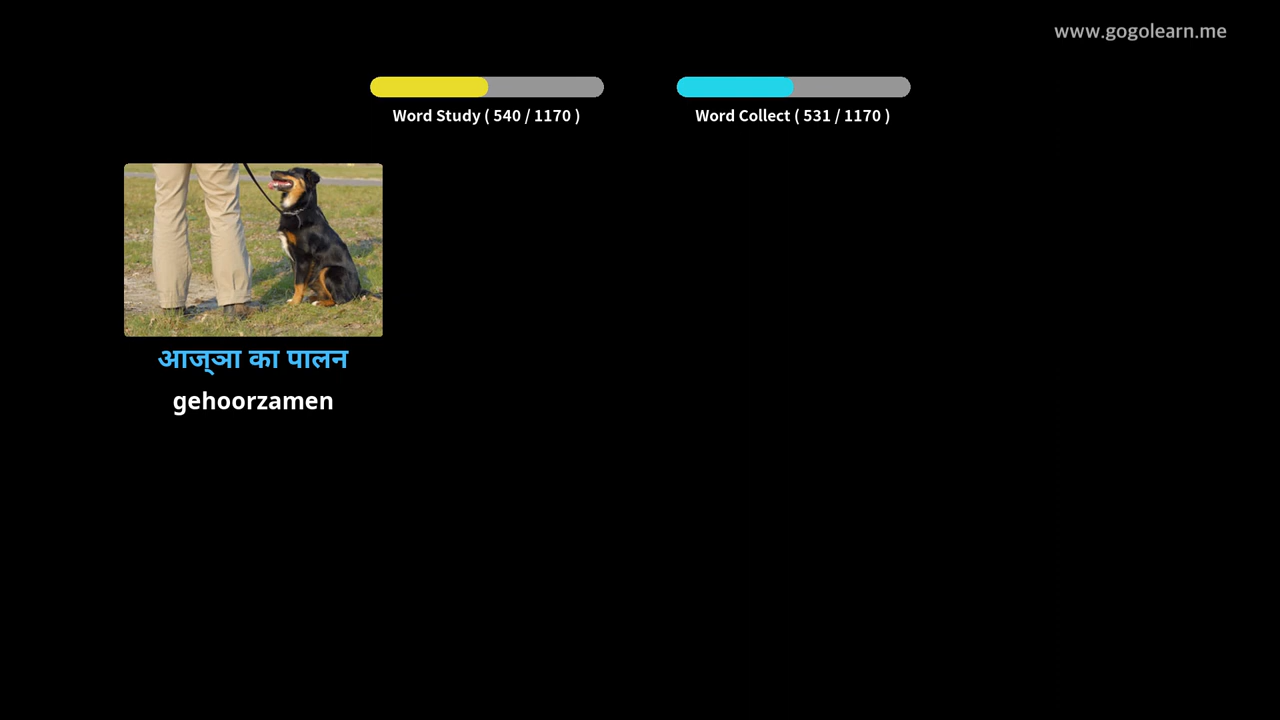 www.gogolearn.me
Word Study ( 540 / 1170 )
Word Collect ( 531 / 1170 )
आज्ञा का पालन
gehoorzamen